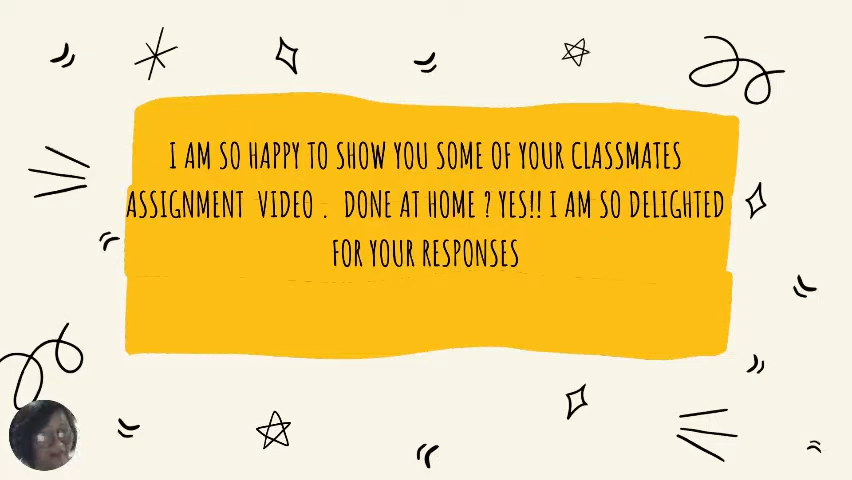 I AM SO HAPPY TO SHOW YOU SOME OF YOUR CLASSMATES
ASSIGNMENT VIDEO . DONE AT HOME ? YES!! I AM SO DELIGHTED
FOR YOUR RESPONSES